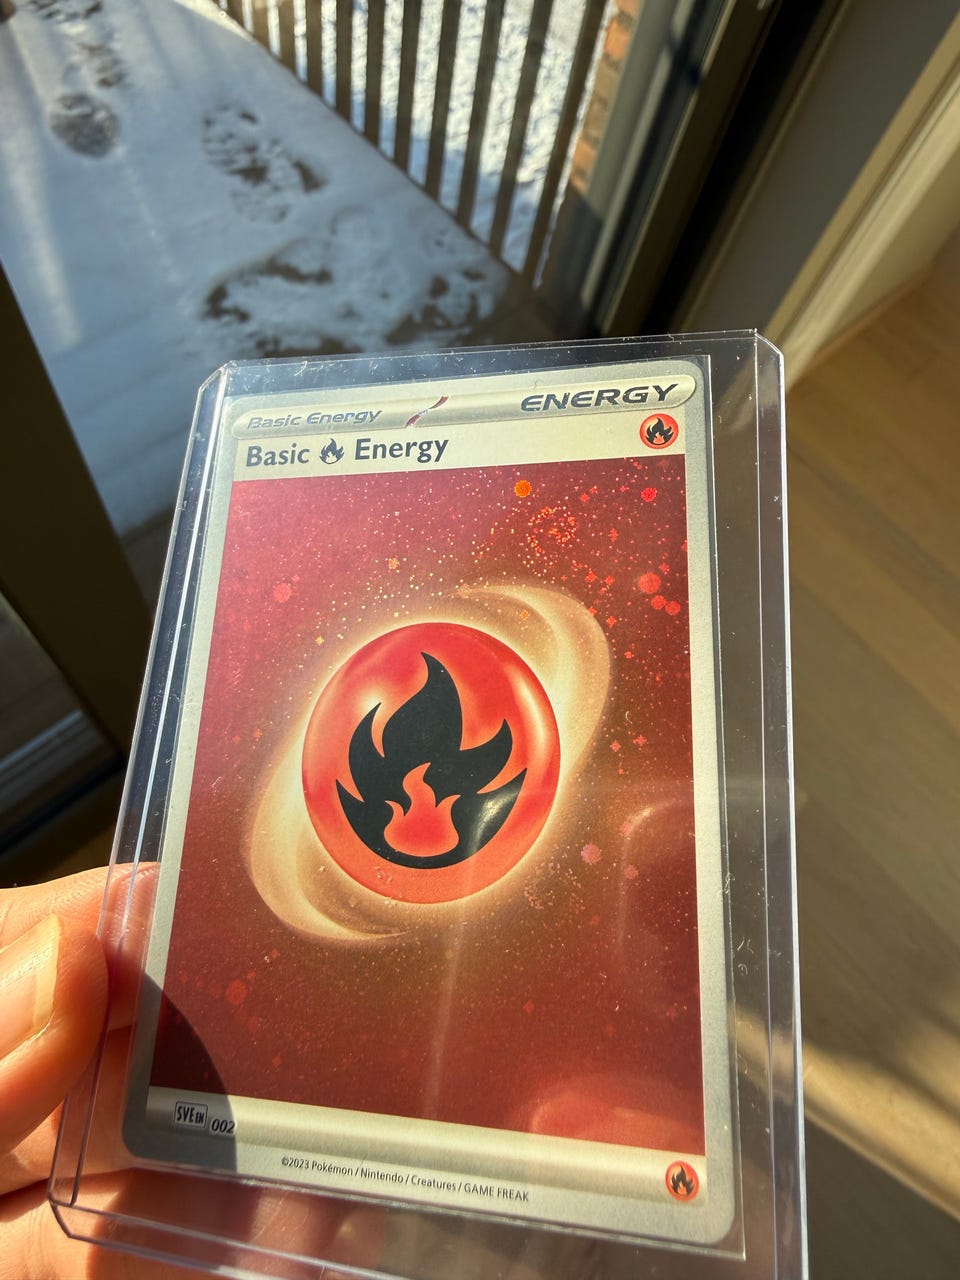 Basic Energy ENERGY
Basic Energy
SVE EN 002
©2023 Pokémon / Nintendo / Creatures / GAME FREAK